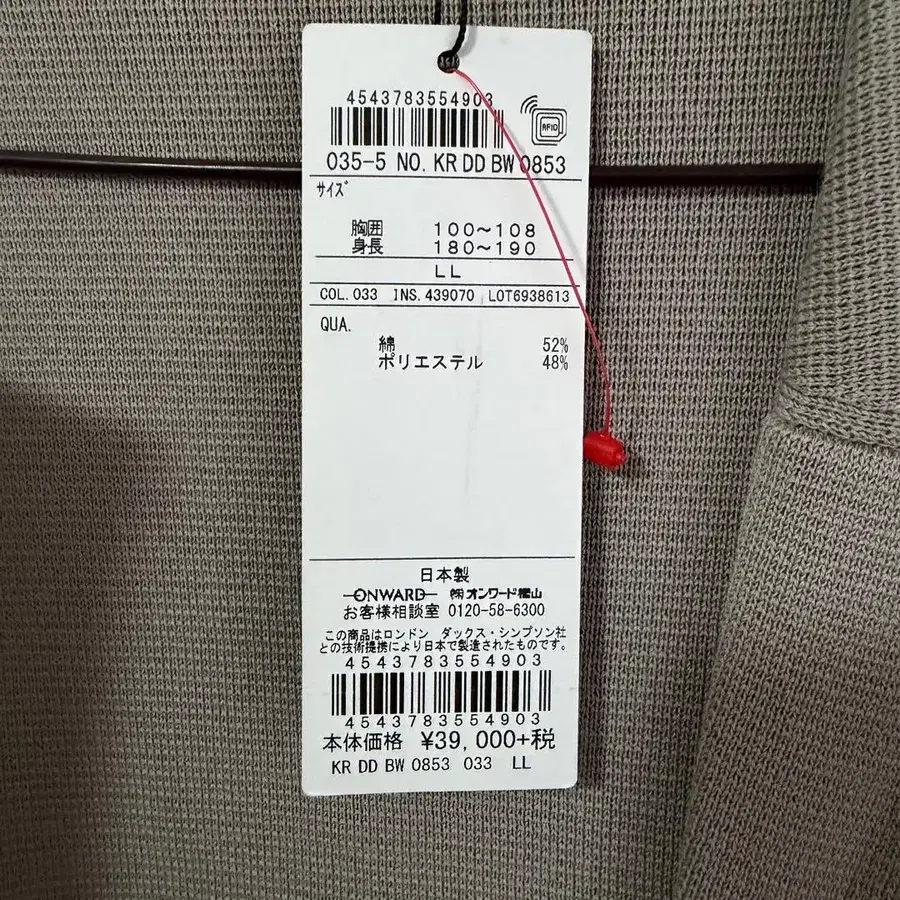 4543783554903
RFID
035-5 NO. KR DD BW 0853
サイズ
胸囲 100～108
身長 180～190
LL
COL. 033 INS. 439070 LOT6938613
QUA.
綿 52%
ポリエステル 48%
日本製
ONWARD ㈱オンワード樫山
お客様相談室 0120-58-6300
この商品はロンドン ダックス・シンプソン社
との技術提携により日本で製造されたものです。
4543783554903
4543783554903
本体価格 ¥39,000+税
KR DD BW 0853 033 LL